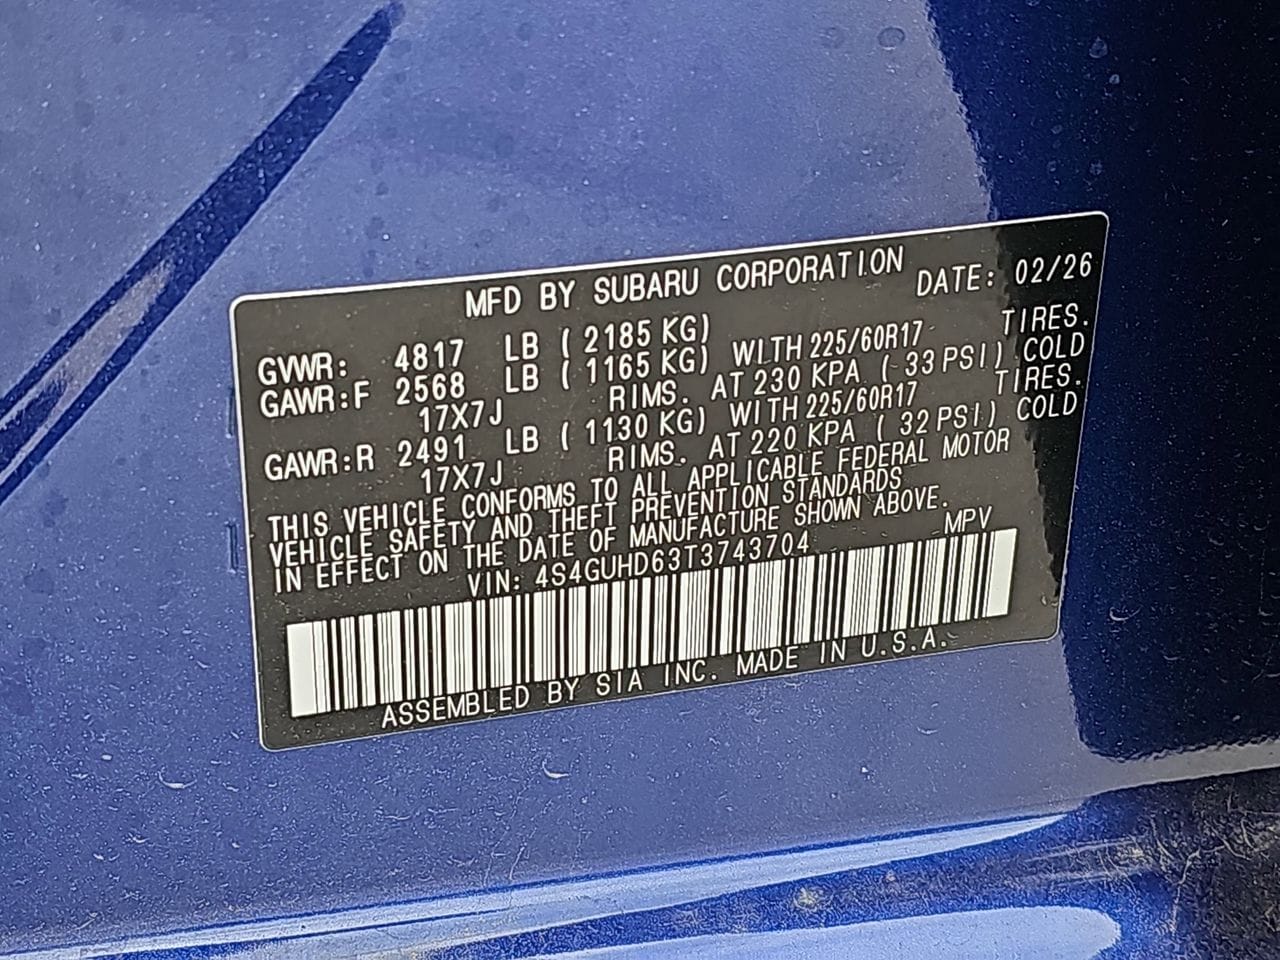 MFD BY SUBARU CORPORATION DATE: 02/26
GVWR: 4817 LB ( 2185 KG)
GAWR:F 2568 LB ( 1165 KG) WITH 225/60R17 TIRES.
17X7J RIMS. AT 230 KPA ( 33 PSI) COLD
GAWR:R 2491 LB ( 1130 KG) WITH 225/60R17 TIRES.
17X7J RIMS. AT 220 KPA ( 32 PSI) COLD
THIS VEHICLE CONFORMS TO ALL APPLICABLE FEDERAL MOTOR
VEHICLE SAFETY AND THEFT PREVENTION STANDARDS
IN EFFECT ON THE DATE OF MANUFACTURE SHOWN ABOVE.
VIN: 4S4GUHD63T3743704 MPV
ASSEMBLED BY SIA INC. MADE IN U.S.A.